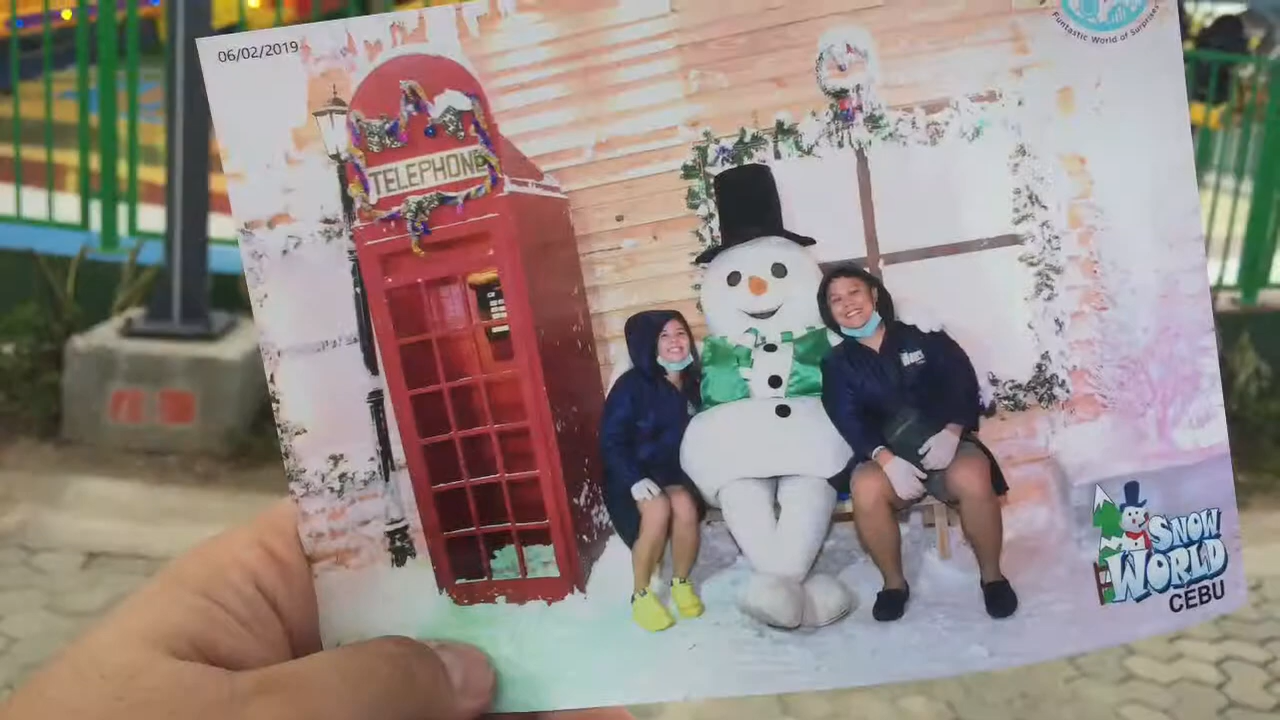 06/02/2019
Funtastic World of Surprises
TELEPHONE
SNOW
WORLD
CEBU